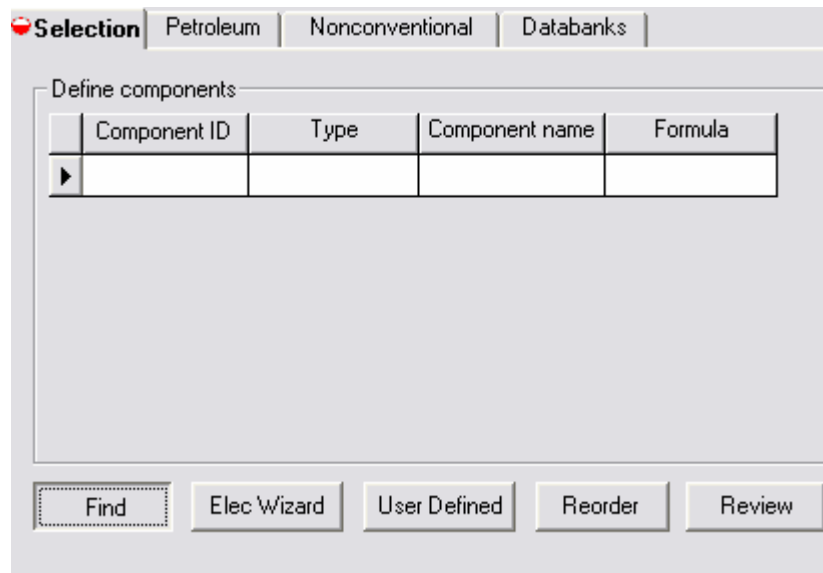 Selection Petroleum Nonconventional Databanks
Define components
Component ID Type Component name Formula
Find Elec Wizard User Defined Reorder Review